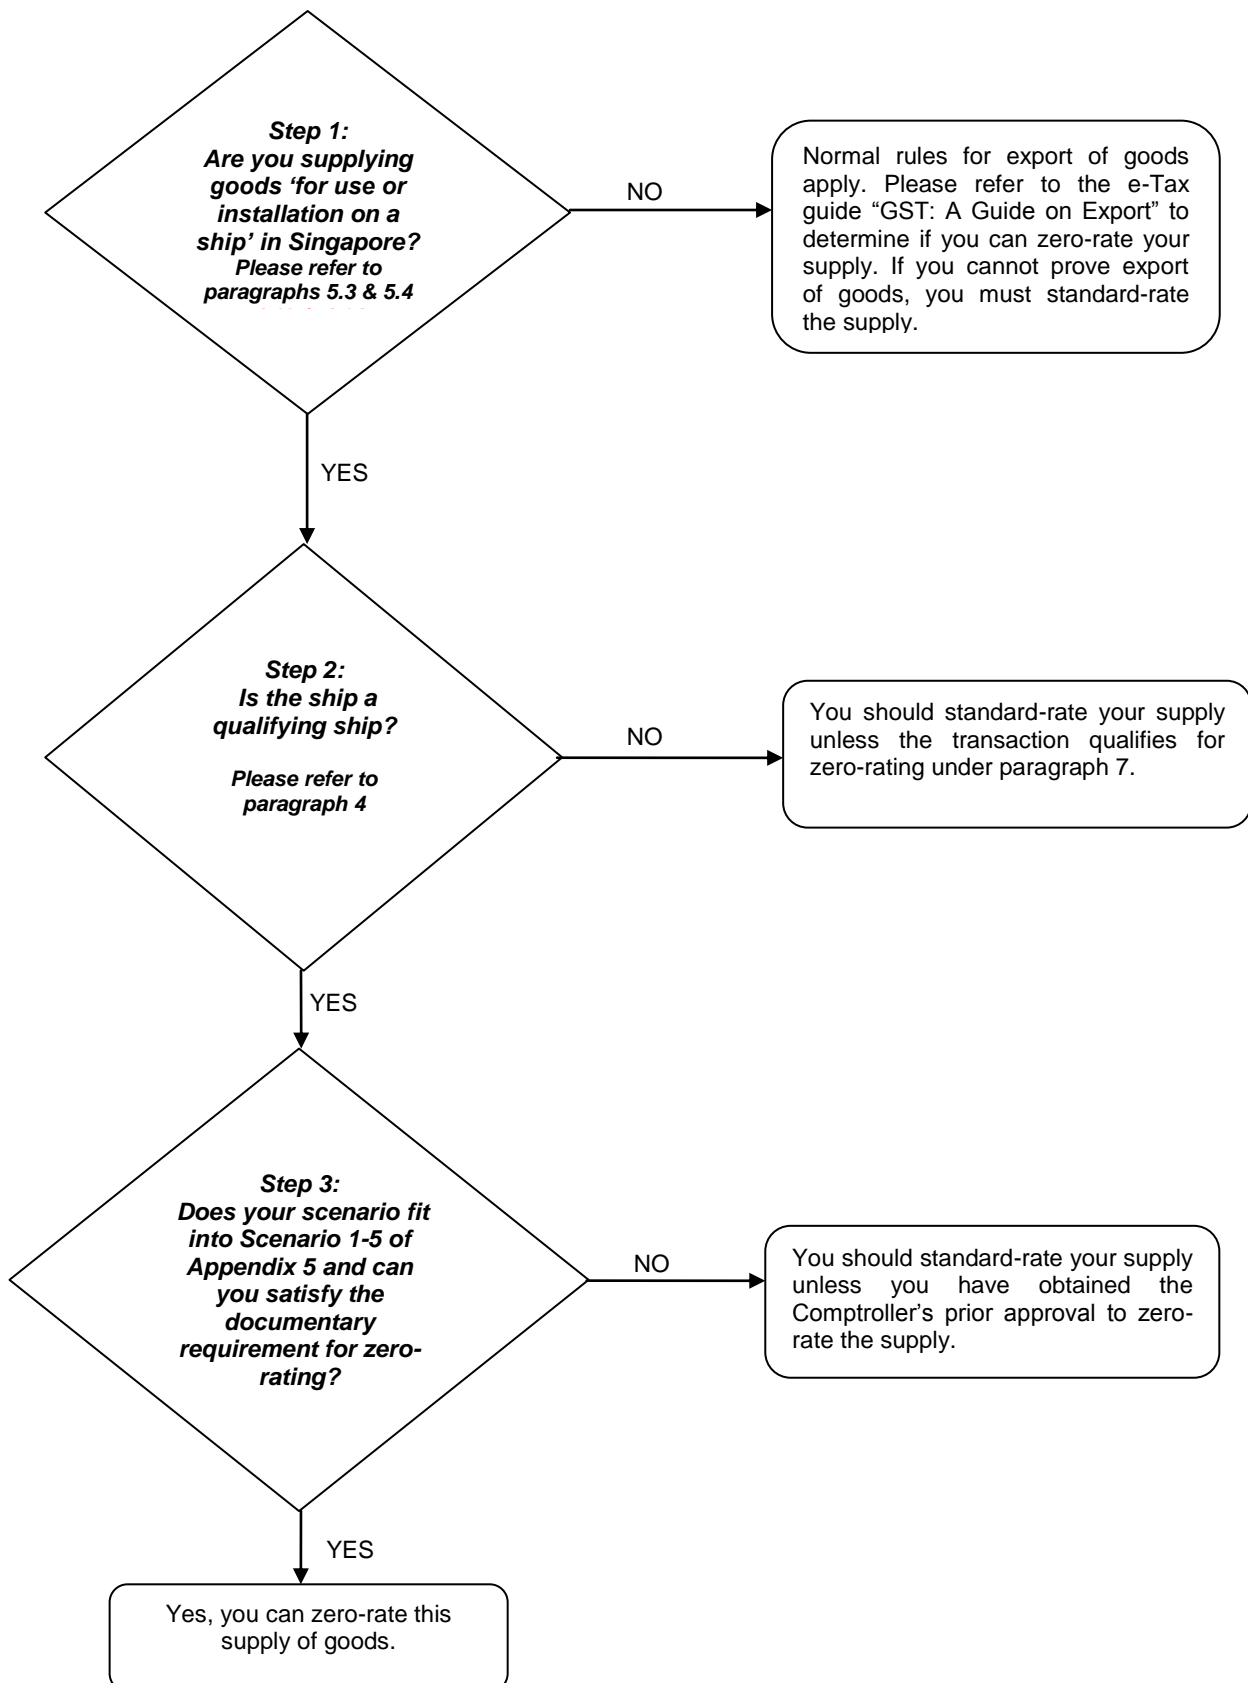 Step 1:
Are you supplying
goods ‘for use or
installation on a
ship’ in Singapore?
Please refer to
paragraphs 5.3 & 5.4
NO
Normal rules for export of goods
apply. Please refer to the e-Tax
guide “GST: A Guide on Export” to
determine if you can zero-rate your
supply. If you cannot prove export
of goods, you must standard-rate
the supply.
YES
Step 2:
Is the ship a
qualifying ship?
Please refer to
paragraph 4
NO
You should standard-rate your supply
unless the transaction qualifies for
zero-rating under paragraph 7.
YES
Step 3:
Does your scenario fit
into Scenario 1-5 of
Appendix 5 and can
you satisfy the
documentary
requirement for zero-
rating?
NO
You should standard-rate your supply
unless you have obtained the
Comptroller’s prior approval to zero-
rate the supply.
YES
Yes, you can zero-rate this
supply of goods.